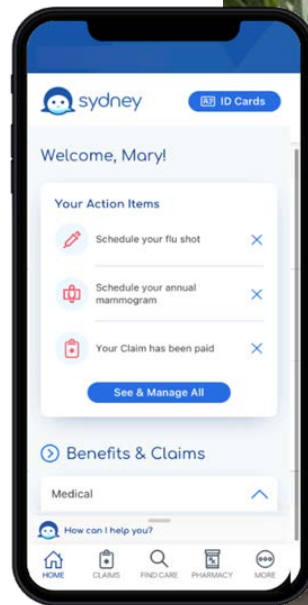 sydney
ID Cards
Welcome, Mary!
Your Action Items
Schedule your flu shot
Schedule your annual
mammogram
Your Claim has been paid
See & Manage All
Benefits & Claims
Medical
How can I help you?
HOME CLAIMS FIND CARE PHARMACY MORE